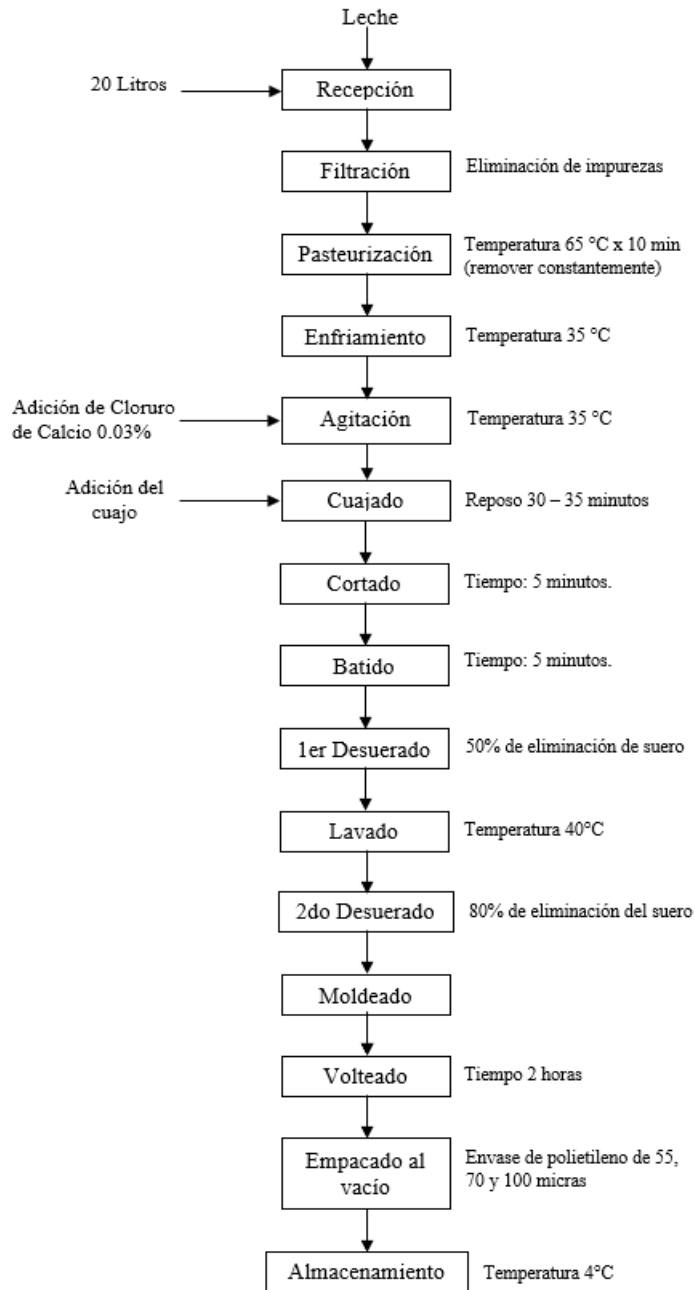 Leche
20 Litros
Recepción
Filtración
Eliminación de impurezas
Pasteurización
Temperatura 65 °C x 10 min
(remover constantemente)
Enfriamiento
Temperatura 35 °C
Adición de Cloruro
de Calcio 0.03%
Agitación
Temperatura 35 °C
Adición del
cuajo
Cuajado
Reposo 30 – 35 minutos
Cortado
Tiempo: 5 minutos.
Batido
Tiempo: 5 minutos.
1er Desuerado
50% de eliminación de suero
Lavado
Temperatura 40°C
2do Desuerado
80% de eliminación del suero
Moldeado
Volteado
Tiempo 2 horas
Empacado al
vacío
Envase de polietileno de 55,
70 y 100 micras
Almacenamiento
Temperatura 4°C